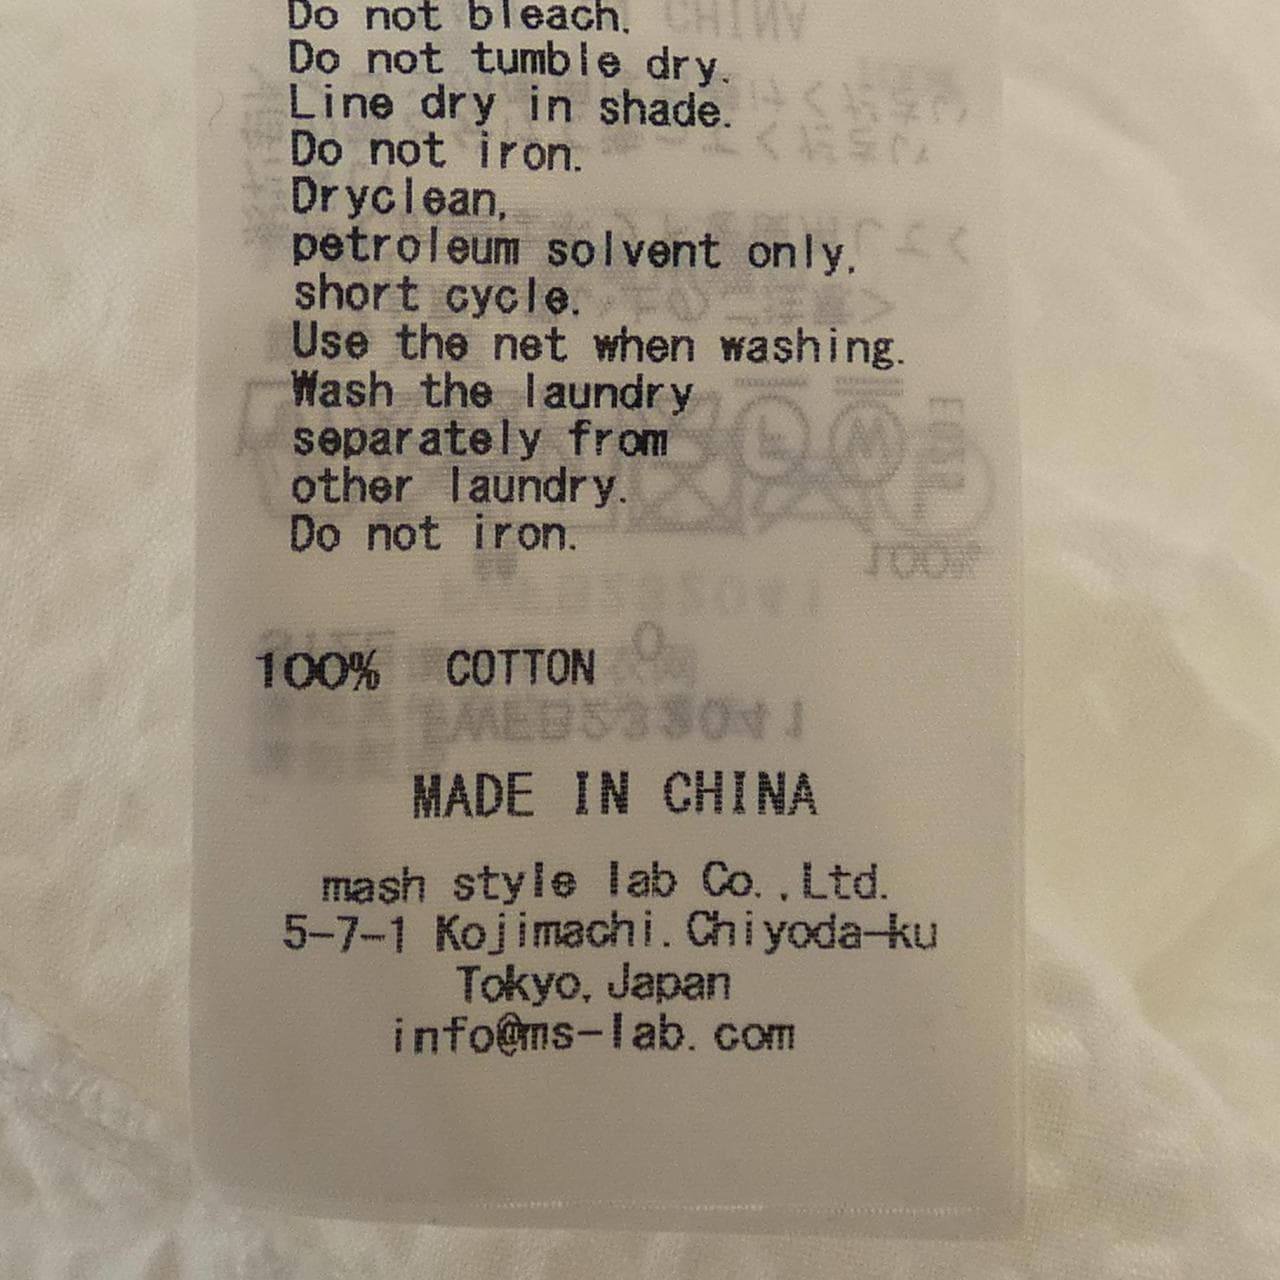 Do not bleach.
Do not tumble dry.
Line dry in shade.
Do not iron.
Dryclean,
petroleum solvent only,
short cycle.
Use the net when washing.
Wash the laundry
separately from
other laundry.
Do not iron.
100% COTTON
MADE IN CHINA
mash style lab Co.,Ltd.
5-7-1 Kojimachi.Chiyoda-ku
Tokyo,Japan
info@ms-lab.com